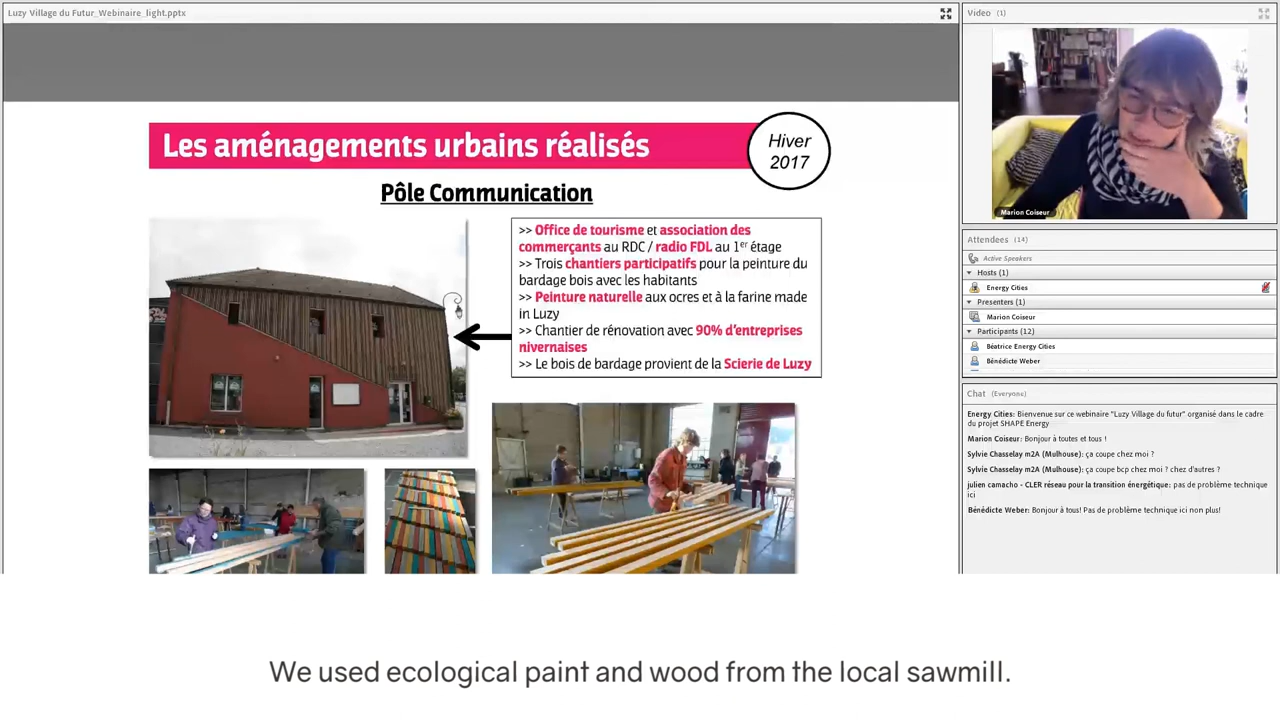 Luzy Village du Futur_Webinaire_light.pptx
Les aménagements urbains réalisés
Hiver
2017
Pôle Communication
>> Office de tourisme et association des
commerçants au RDC / radio FDL au 1er étage
>> Trois chantiers participatifs pour la peinture du
bardage bois avec les habitants
>> Peinture naturelle aux ocres et à la farine made
in Luzy
>> Chantier de rénovation avec 90% d'entreprises
nivernaises
>> Le bois de bardage provient de la Scierie de Luzy
Video (1)
Marion Coiseur
Attendees (14)
Active Speakers
Hosts (1)
Energy Cities
Presenters (1)
Marion Coiseur
Participants (12)
Béatrice Energy Cities
Bénédicte Weber
Chat (Everyone)
Energy Cities: Bienvenue sur ce webinaire "Luzy Village du futur" organisé dans le cadre
du projet SHAPE Energy
Marion Coiseur: Bonjour à toutes et tous !
Sylvie Chasselay m2A (Mulhouse): ça coupe chez moi ?
Sylvie Chasselay m2A (Mulhouse): ça coupe bcp chez moi ? chez d'autres ?
julien camacho - CLER réseau pour la transition énergétique: pas de problème technique
ici
Bénédicte Weber: Bonjour à tous! Pas de problème technique ici non plus!
We used ecological paint and wood from the local sawmill.